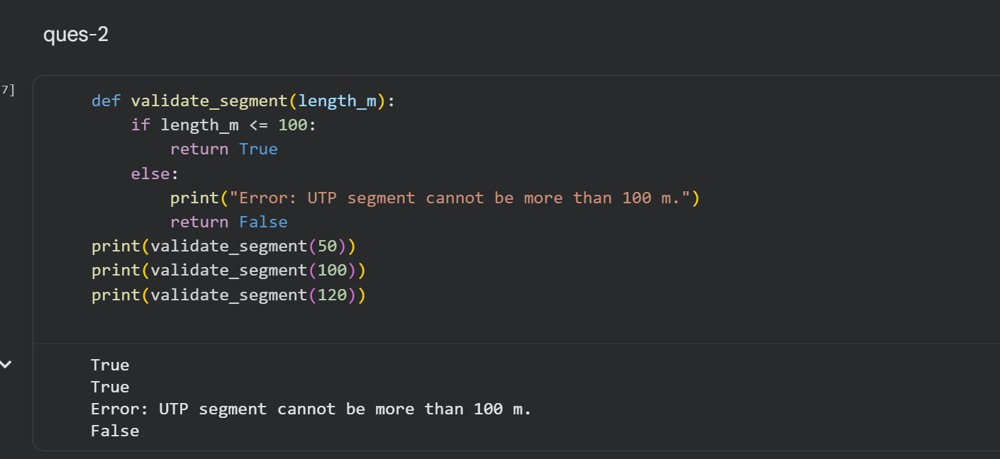 ques-2
7]
def validate_segment(length_m):
    if length_m <= 100:
        return True
    else:
        print("Error: UTP segment cannot be more than 100 m.")
        return False
print(validate_segment(50))
print(validate_segment(100))
print(validate_segment(120))
True
True
Error: UTP segment cannot be more than 100 m.
False